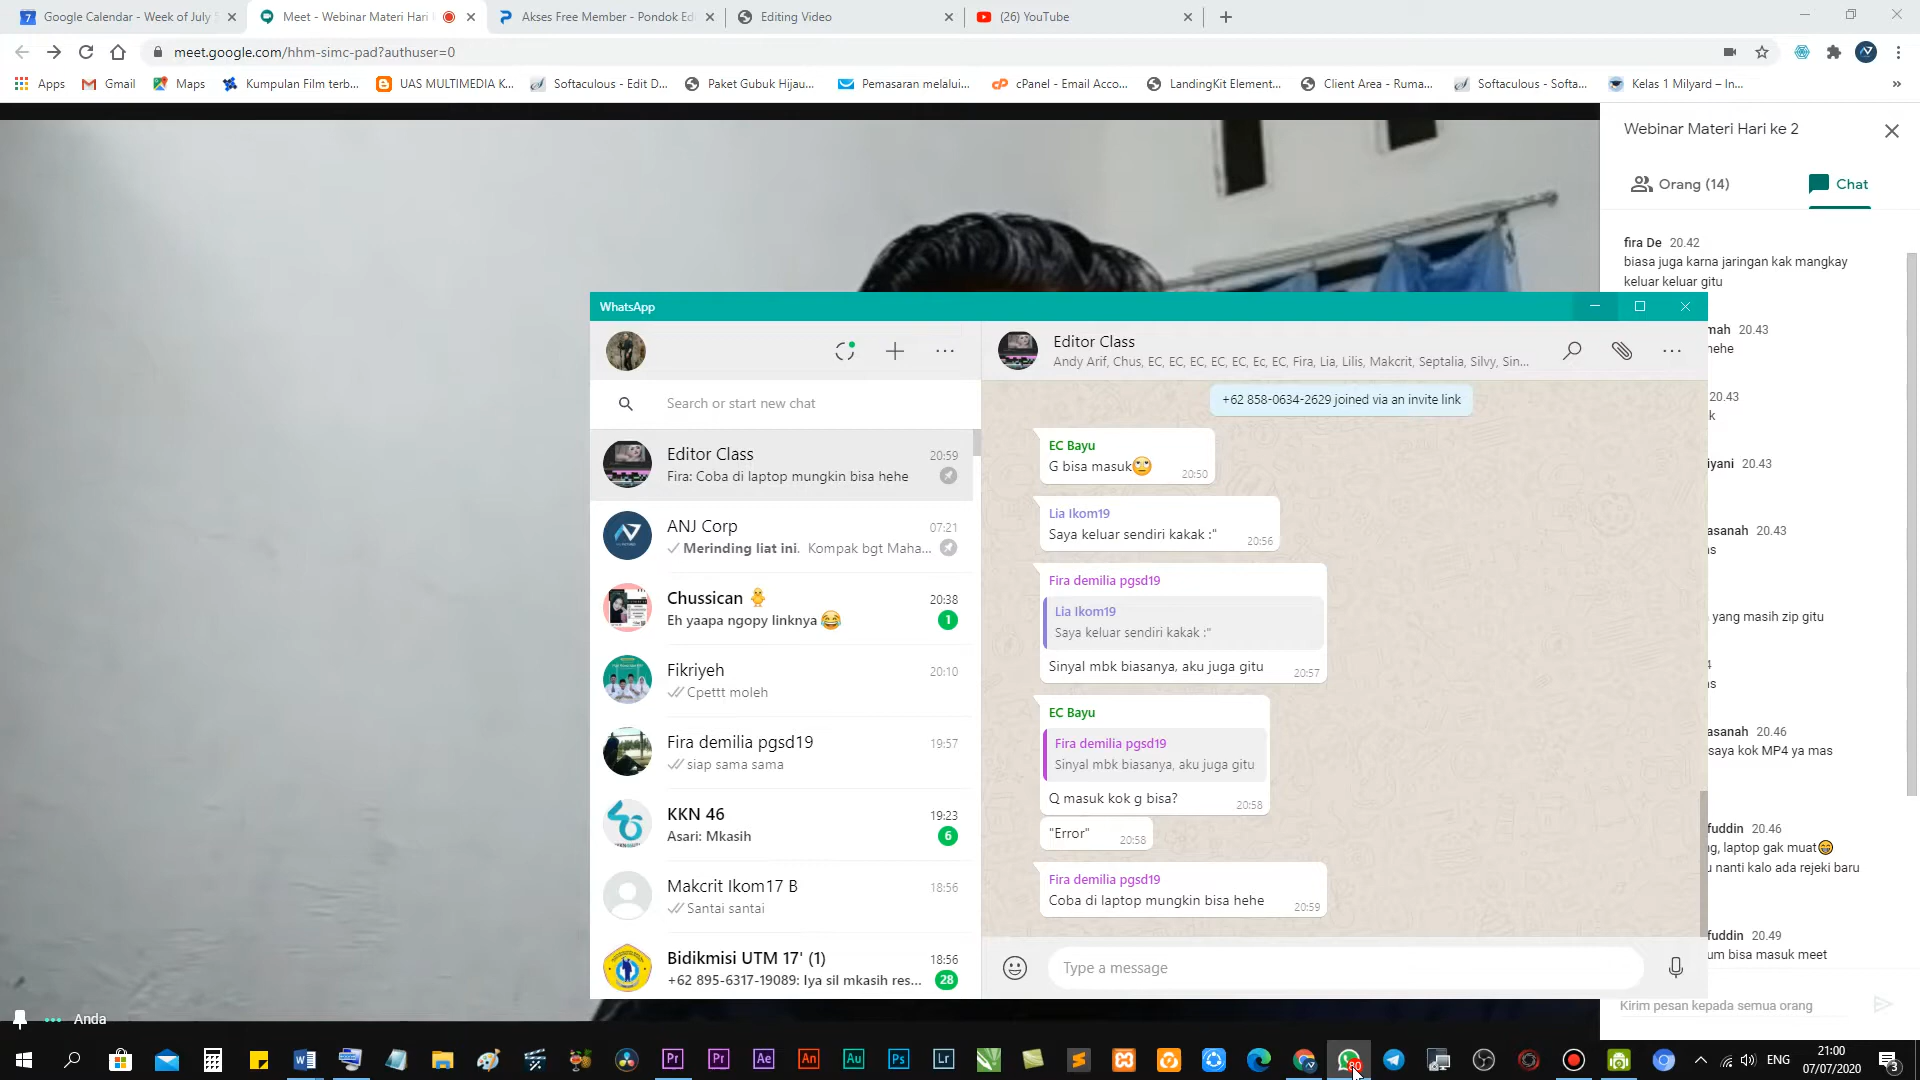 Google Calendar - Week of July 5
Meet - Webinar Materi Hari
Akses Free Member - Pondok Edi
Editing Video
(26) YouTube
meet.google.com/hhm-simc-pad?authuser=0
Apps
Gmail
Maps
Kumpulan Film terb...
UAS MULTIMEDIA K...
Softaculous - Edit D...
Paket Gubuk Hijau...
Pemasaran melalui...
cPanel - Email Acco...
LandingKit Element...
Client Area - Ruma...
Softaculous - Softa...
Kelas 1 Milyard – In...
Webinar Materi Hari ke 2
Orang (14)
Chat
fira De 20.42
biasa juga karna jaringan kak mangkay
keluar keluar gitu
mah 20.43
hehe
20.43
k
iyani 20.43
asanah 20.43
as
yang masih zip gitu
as
asanah 20.46
saya kok MP4 ya mas
fuddin 20.46
g, laptop gak muat😁
u nanti kalo ada rejeki baru
fuddin 20.49
um bisa masuk meet
Kirim pesan kepada semua orang
WhatsApp
Search or start new chat
Editor Class 20:59
Fira: Coba di laptop mungkin bisa hehe
ANJ Corp 07:21
Merinding liat ini. Kompak bgt Maha...
Chussican 🐥 20:38
Eh yaapa ngopy linknya 😂 1
Fikriyeh 20:10
Cpettt moleh
Fira demilia pgsd19 19:57
siap sama sama
KKN 46 19:23
Asari: Mkasih 6
Makcrit Ikom17 B 18:56
Santai santai
Bidikmisi UTM 17' (1) 18:56
+62 895-6317-19089: Iya sil mkasih res... 28
Editor Class
Andy Arif, Chus, EC, EC, EC, EC, EC, Ec, EC, Fira, Lia, Lilis, Makcrit, Septalia, Silvy, Sin...
+62 858-0634-2629 joined via an invite link
EC Bayu
G bisa masuk🙄 20:50
Lia Ikom19
Saya keluar sendiri kakak :" 20:56
Fira demilia pgsd19
Lia Ikom19
Saya keluar sendiri kakak :"
Sinyal mbk biasanya, aku juga gitu 20:57
EC Bayu
Fira demilia pgsd19
Sinyal mbk biasanya, aku juga gitu
Q masuk kok g bisa? 20:58
"Error" 20:58
Fira demilia pgsd19
Coba di laptop mungkin bisa hehe 20:59
Type a message
Anda
Pr
Pr
Ae
An
Au
Ps
Lr
ENG
21:00
07/07/2020
3